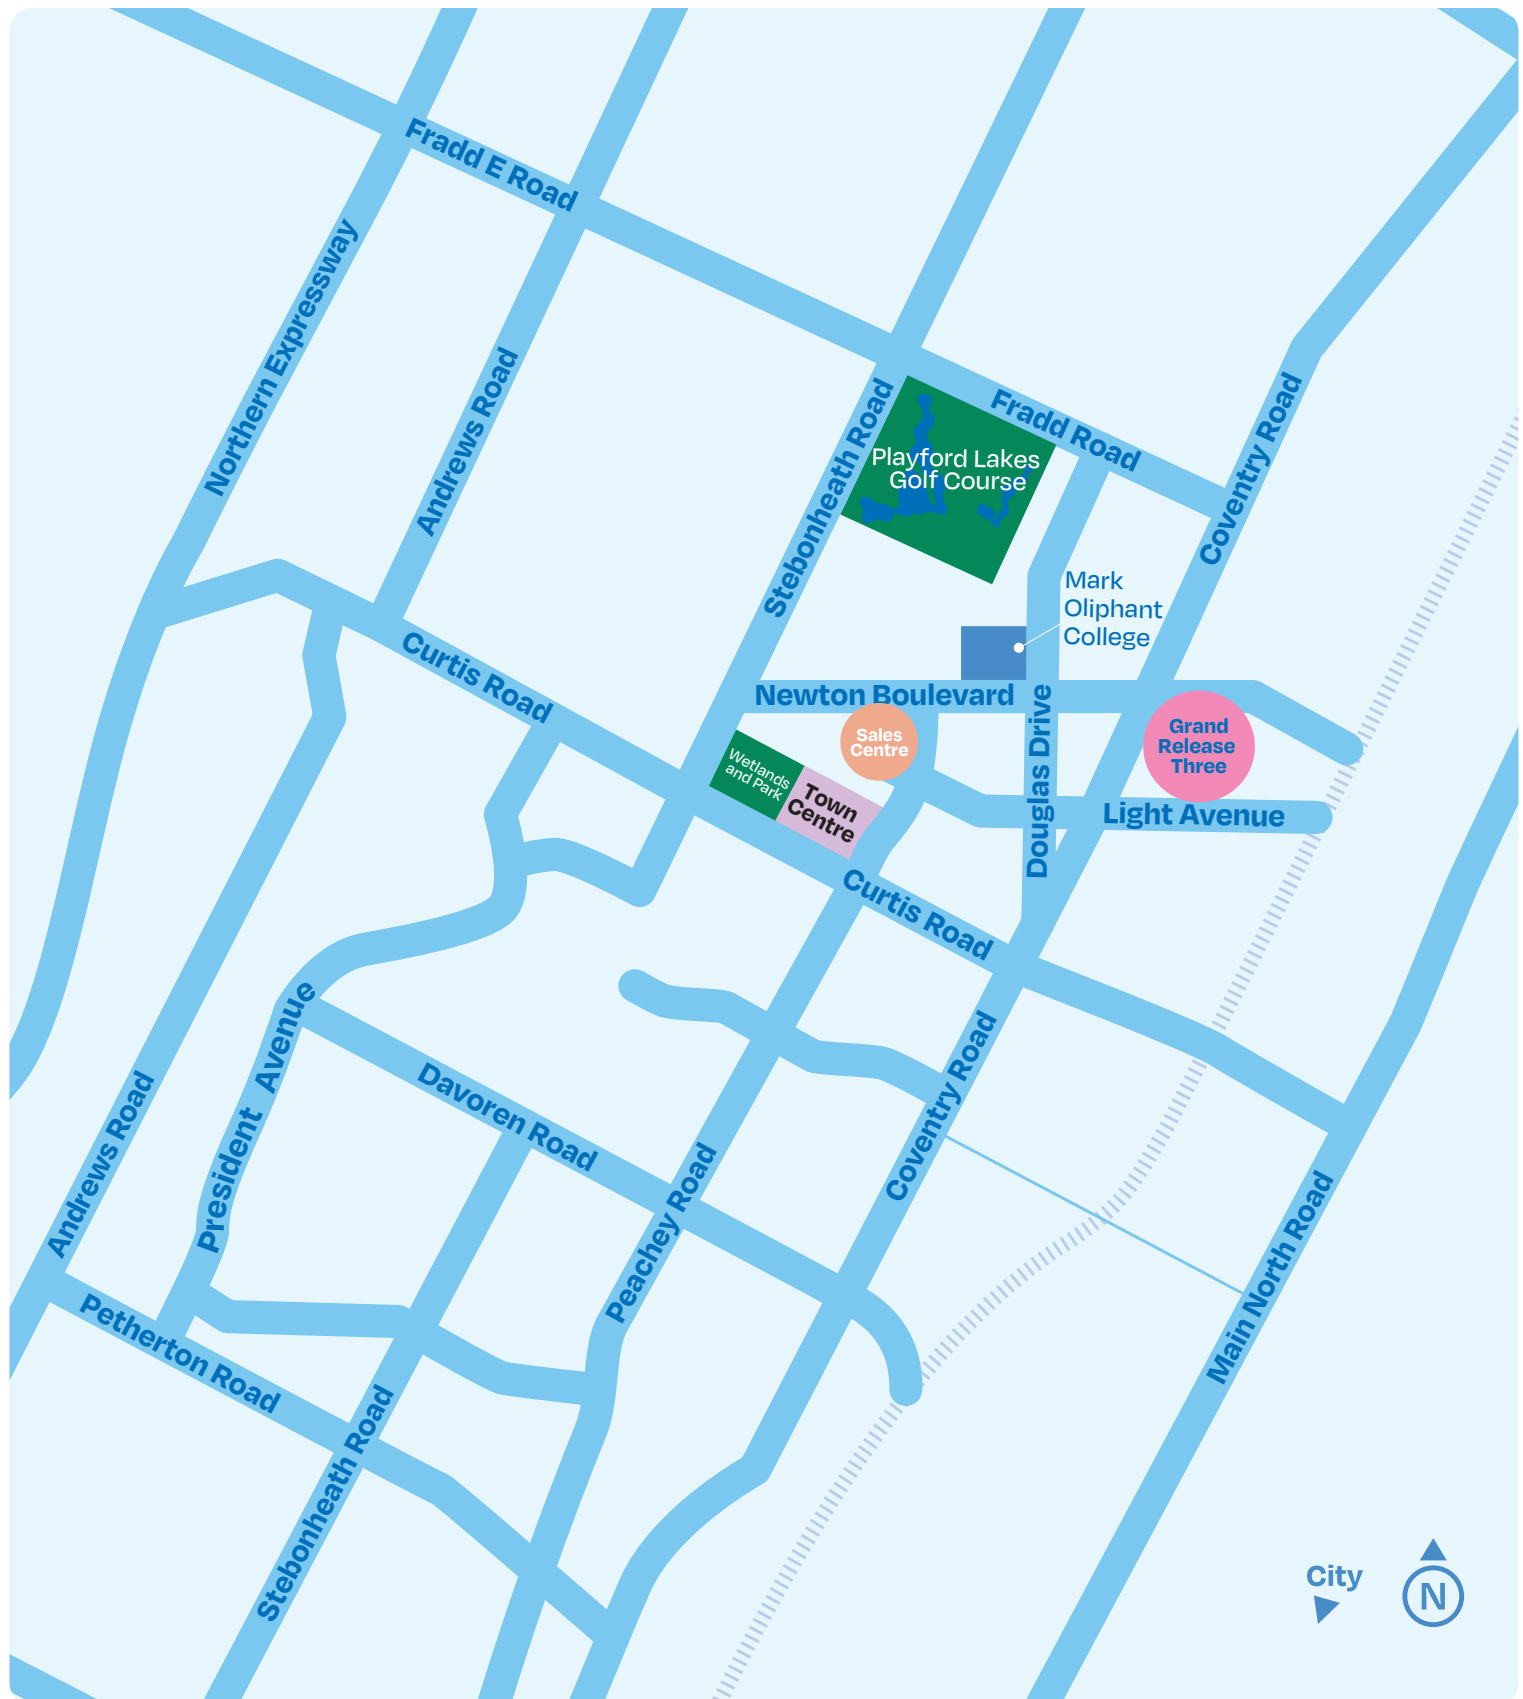 Fradd E Road
Northern Expressway
Andrews Road
Stebonheath Road
Fradd Road
Coventry Road
Playford Lakes
Golf Course
Mark
Oliphant
College
Curtis Road
Newton Boulevard
Douglas Drive
Sales
Centre
Grand
Release
Three
Wetlands
and Park
Town
Centre
Light Avenue
Curtis Road
President Avenue
Andrews Road
Davoren Road
Coventry Road
Peachey Road
Main North Road
Petherton Road
Stebonheath Road
City
N